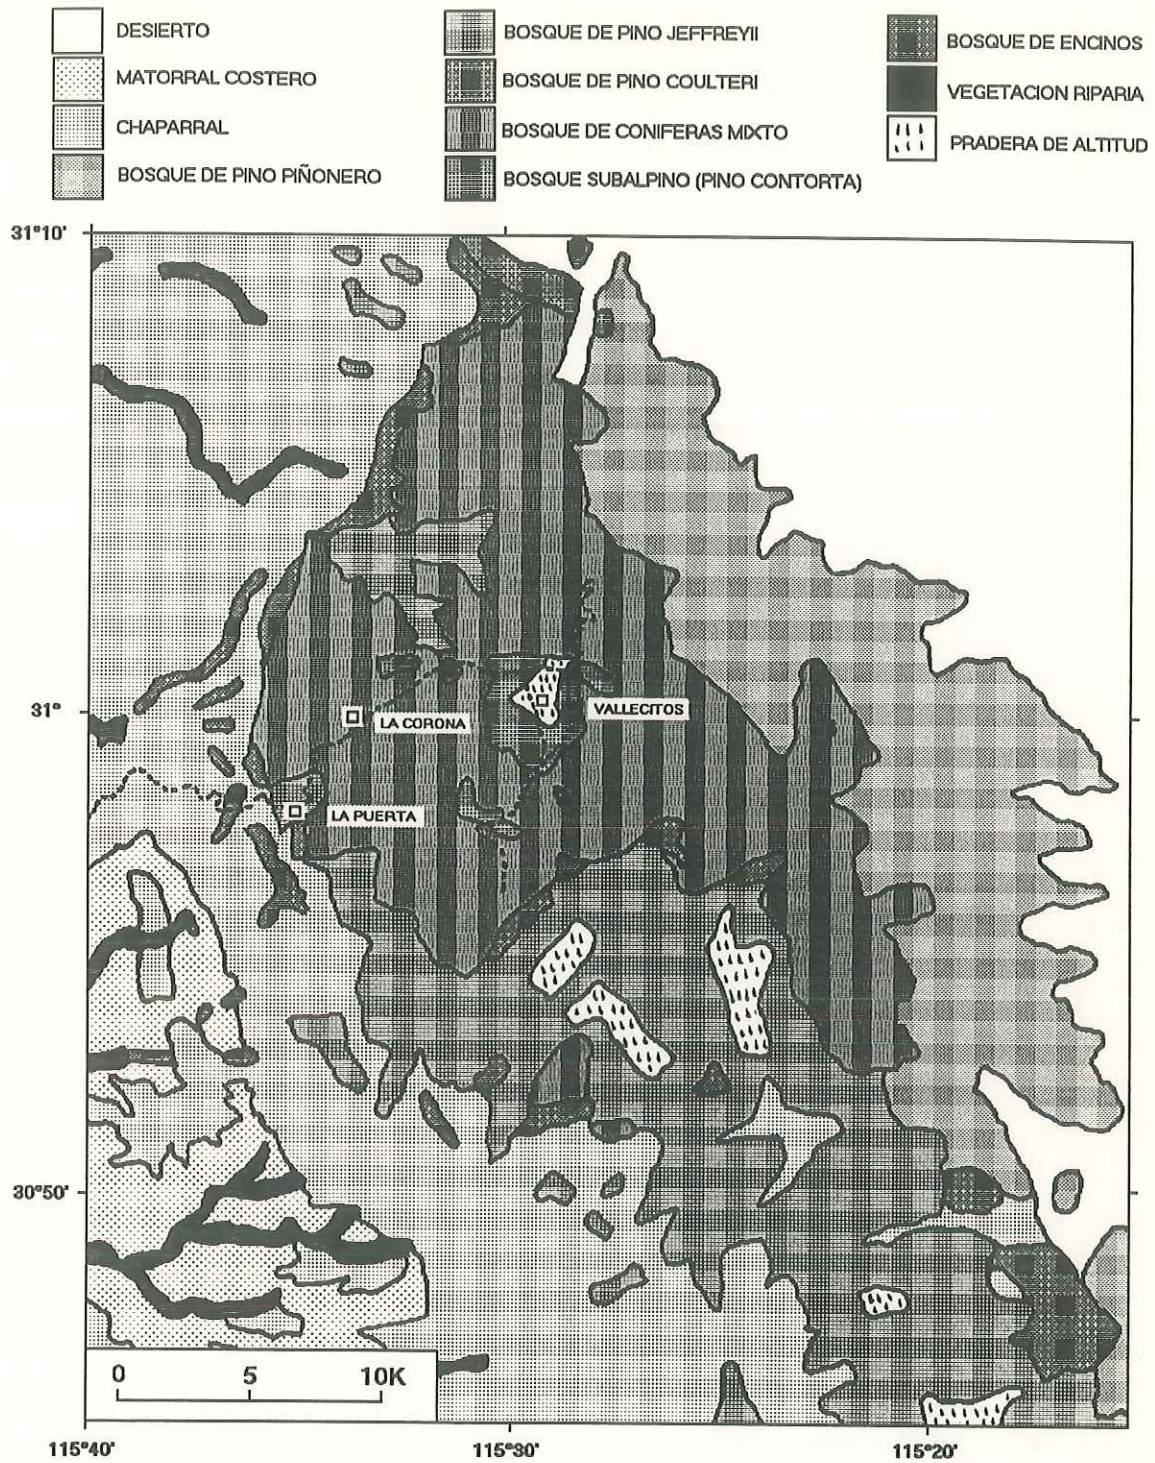 DESIERTO
MATORRAL COSTERO
CHAPARRAL
BOSQUE DE PINO PIÑONERO
BOSQUE DE PINO JEFFREYII
BOSQUE DE PINO COULTERI
BOSQUE DE CONIFERAS MIXTO
BOSQUE SUBALPINO (PINO CONTORTA)
BOSQUE DE ENCINOS
VEGETACION RIPARIA
PRADERA DE ALTITUD
31°10'
31°
VALLECITOS
LA CORONA
LA PUERTA
30°50'
0 5 10K
115°40' 115°30' 115°20'